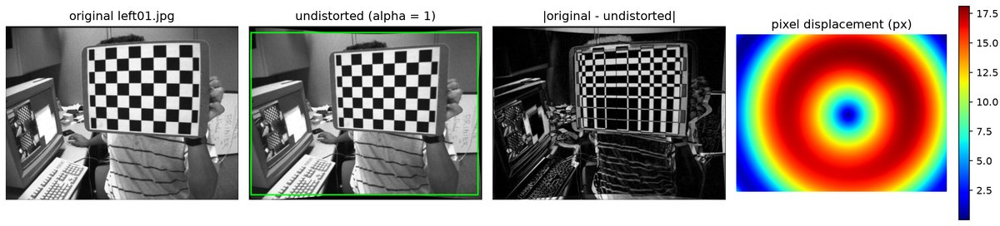 original left01.jpg
undistorted (alpha = 1)
|original - undistorted|
pixel displacement (px)
17.5
15.0
12.5
10.0
7.5
5.0
2.5